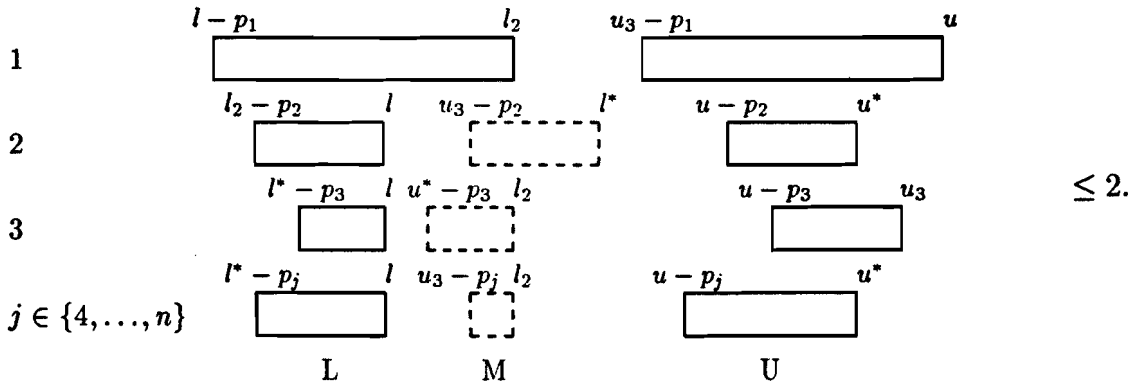 l − p₁ l₂ u₃ − p₁ u
1
l₂ − p₂ l u₃ − p₂ l* u − p₂ u*
2
l* − p₃ l u* − p₃ l₂ u − p₃ u₃
3 ≤ 2.
l* − pⱼ l u₃ − pⱼ l₂ u − pⱼ u*
j ∈ {4,…,n}
L M U